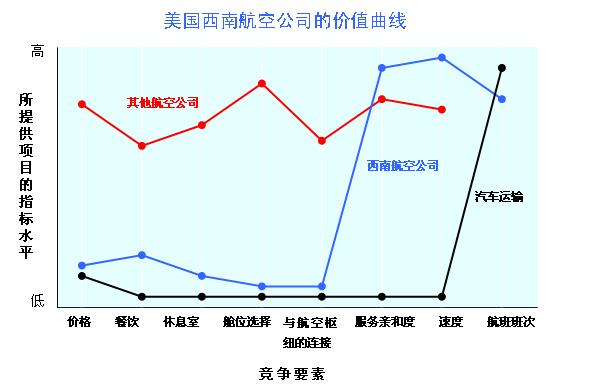 美国西南航空公司的价值曲线
高
所提供项目的指标水平
其他航空公司
西南航空公司
汽车运输
低
价格 餐饮 休息室 舱位选择 与航空枢纽的连接 服务亲和度 速度 航班班次
竞争要素